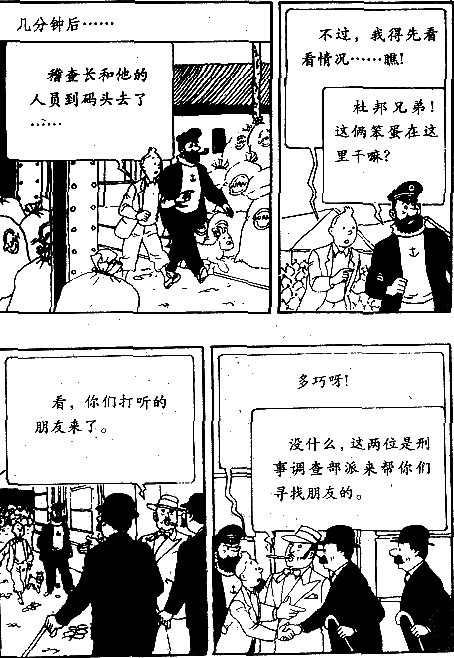 几分钟后……
稽查长和他的
人员到码头去了
……
不过，我得先看
看情况……瞧！
杜邦兄弟！
这俩笨蛋在这
里干嘛？
看，你们打听的
朋友来了。
多巧呀！
没什么，这两位是刑
事调查部派来帮你们
寻找朋友的。